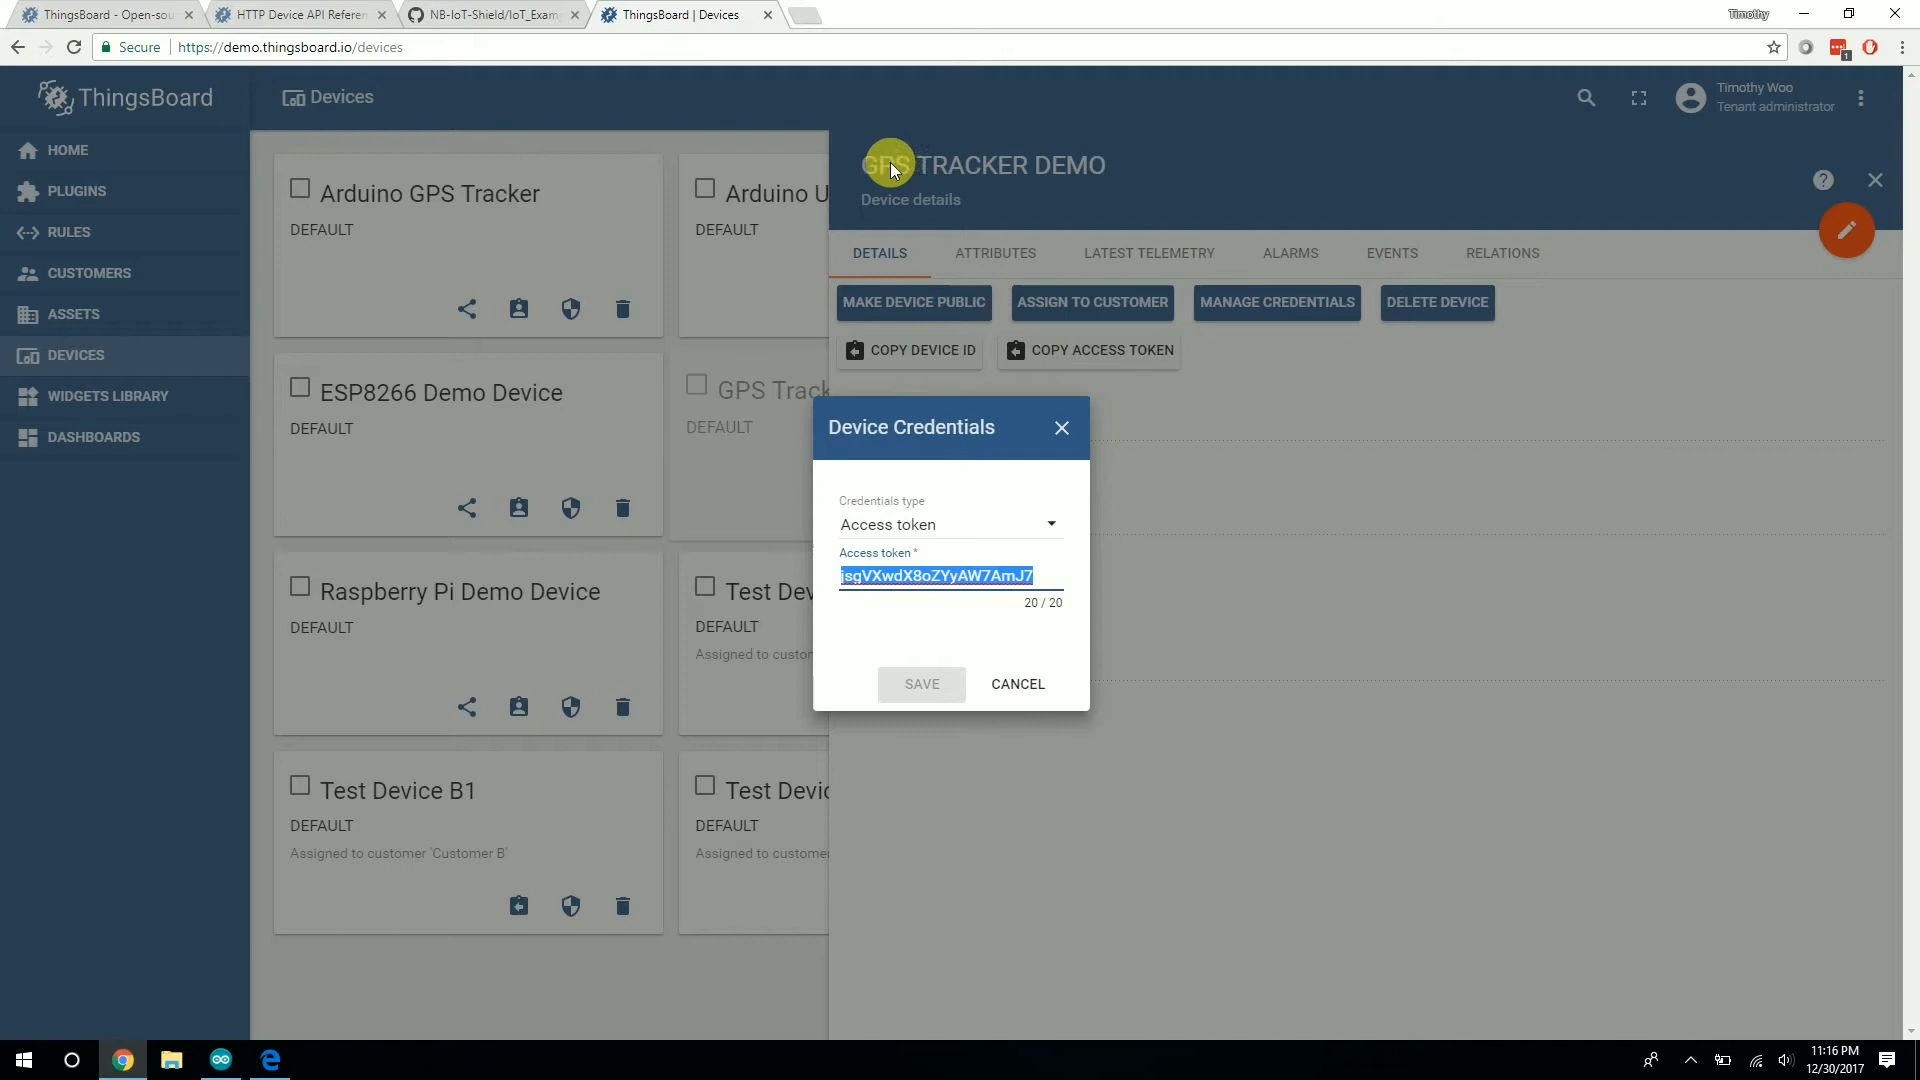 ThingsBoard - Open-sou
HTTP Device API Referen
NB-IoT-Shield/IoT_Exam
ThingsBoard | Devices
Timothy
Secure
https://demo.thingsboard.io/devices
1
ThingsBoard
Devices
Timothy Woo
Tenant administrator
HOME
PLUGINS
RULES
CUSTOMERS
ASSETS
DEVICES
WIDGETS LIBRARY
DASHBOARDS
Arduino GPS Tracker
DEFAULT
Arduino U
DEFAULT
ESP8266 Demo Device
DEFAULT
GPS Track
DEFAULT
Raspberry Pi Demo Device
DEFAULT
Test Devi
DEFAULT
Assigned to custor
Test Device B1
DEFAULT
Assigned to customer 'Customer B'
Test Devic
DEFAULT
Assigned to custome
GPS TRACKER DEMO
Device details
DETAILS
ATTRIBUTES
LATEST TELEMETRY
ALARMS
EVENTS
RELATIONS
MAKE DEVICE PUBLIC
ASSIGN TO CUSTOMER
MANAGE CREDENTIALS
DELETE DEVICE
COPY DEVICE ID
COPY ACCESS TOKEN
Device Credentials
Credentials type
Access token
Access token *
jsgVXwdX8oZYyAW7AmJ7
20 / 20
SAVE
CANCEL
11:16 PM
12/30/2017